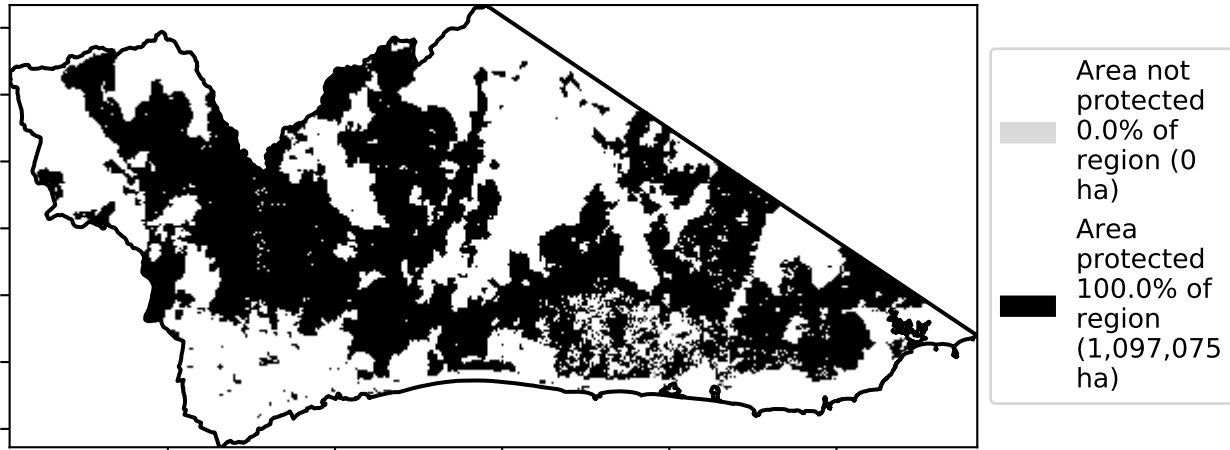 Area not
protected
0.0% of
region (0
ha)
Area
protected
100.0% of
region
(1,097,075
ha)